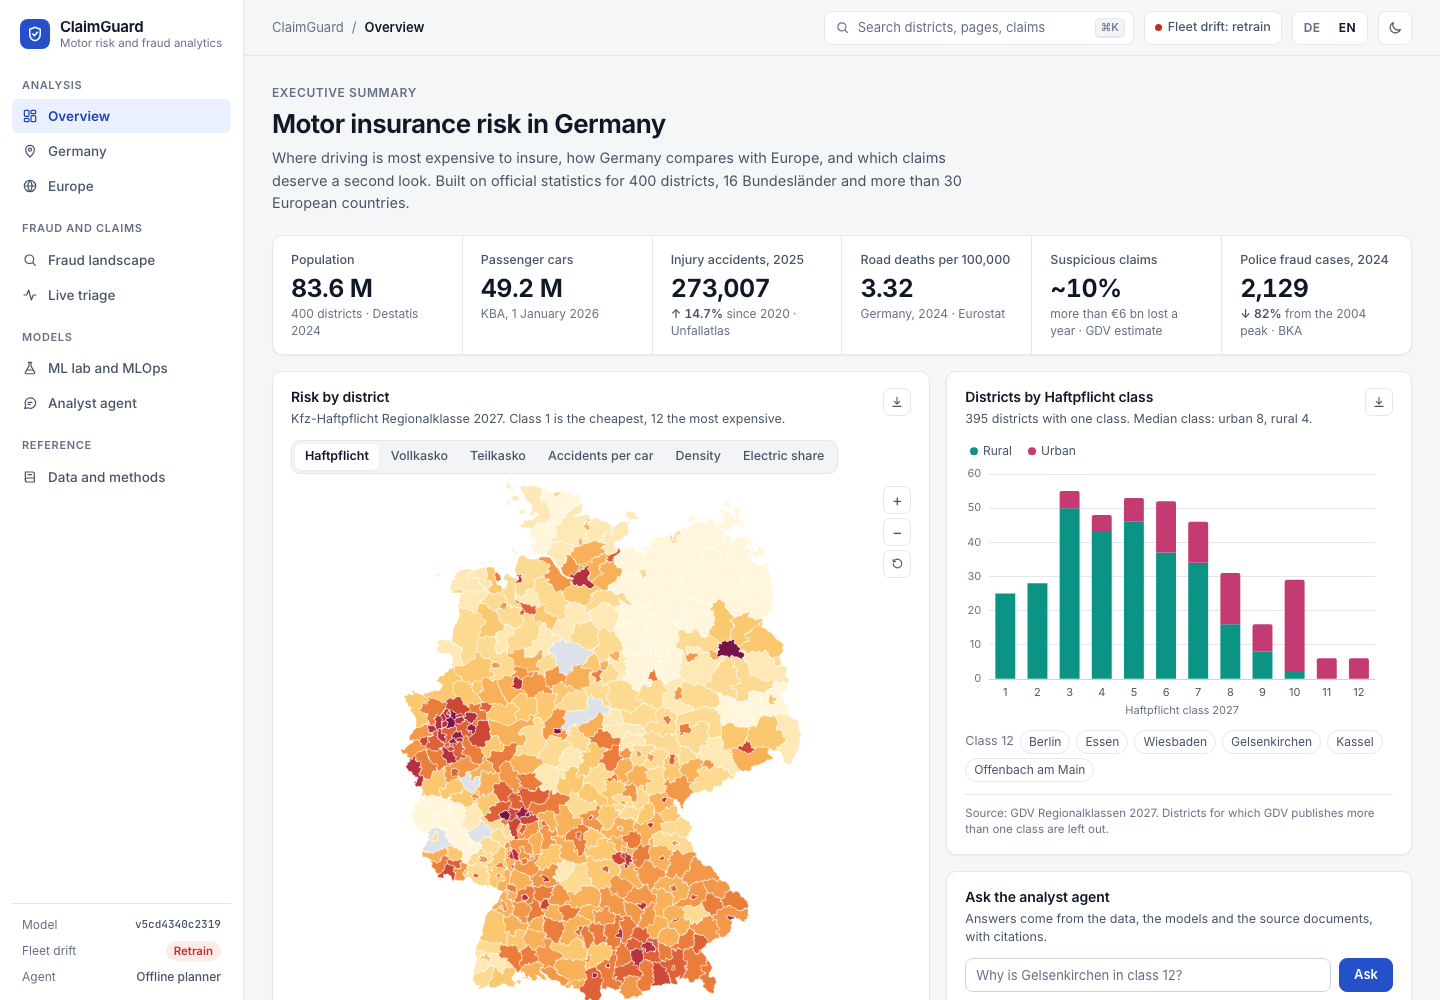 ClaimGuard
Motor risk and fraud analytics
ANALYSIS
Overview
Germany
Europe
FRAUD AND CLAIMS
Fraud landscape
Live triage
MODELS
ML lab and MLOps
Analyst agent
REFERENCE
Data and methods
Model v5cd4340c2319
Fleet drift Retrain
Agent Offline planner
ClaimGuard / Overview
Search districts, pages, claims ⌘K
Fleet drift: retrain
DE EN
EXECUTIVE SUMMARY
Motor insurance risk in Germany
Where driving is most expensive to insure, how Germany compares with Europe, and which claims
deserve a second look. Built on official statistics for 400 districts, 16 Bundesländer and more than 30
European countries.
Population
83.6 M
400 districts · Destatis
2024
Passenger cars
49.2 M
KBA, 1 January 2026
Injury accidents, 2025
273,007
↑ 14.7% since 2020 ·
Unfallatlas
Road deaths per 100,000
3.32
Germany, 2024 · Eurostat
Suspicious claims
~10%
more than €6 bn lost a
year · GDV estimate
Police fraud cases, 2024
2,129
↓ 82% from the 2004
peak · BKA
Risk by district
Kfz-Haftpflicht Regionalklasse 2027. Class 1 is the cheapest, 12 the most expensive.
Haftpflicht Vollkasko Teilkasko Accidents per car Density Electric share
+
−
Districts by Haftpflicht class
395 districts with one class. Median class: urban 8, rural 4.
Rural Urban
60
50
40
30
20
10
0
1 2 3 4 5 6 7 8 9 10 11 12
Haftpflicht class 2027
Class 12 Berlin Essen Wiesbaden Gelsenkirchen Kassel
Offenbach am Main
Source: GDV Regionalklassen 2027. Districts for which GDV publishes more
than one class are left out.
Ask the analyst agent
Answers come from the data, the models and the source documents,
with citations.
Why is Gelsenkirchen in class 12? Ask